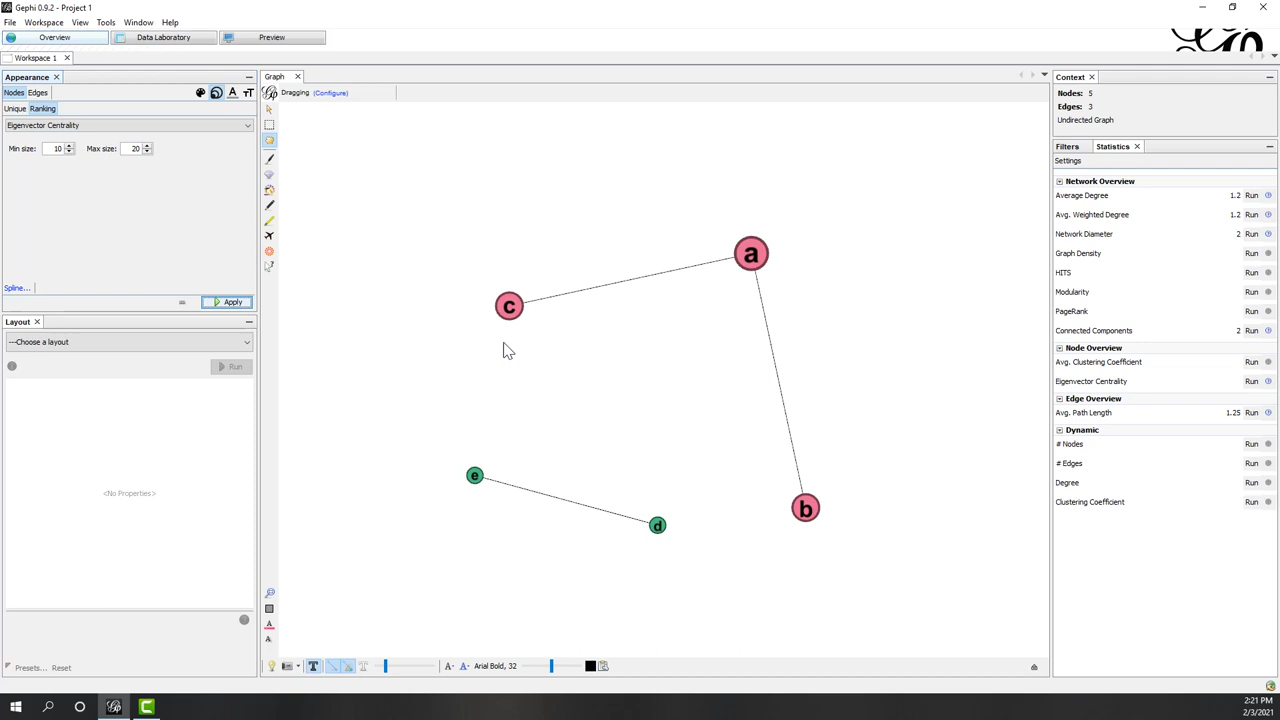 Gephi 0.9.2 - Project 1
File Workspace View Tools Window Help
Overview Data Laboratory Preview
Workspace 1
Appearance
Nodes Edges
Unique Ranking
Eigenvector Centrality
Min size: 10 Max size: 20
Spline...
Apply
Layout
---Choose a layout
Run
<No Properties>
Presets... Reset
Graph
Dragging (Configure)
a
c
e
d
b
Arial Bold, 32
Context
Nodes: 5
Edges: 3
Undirected Graph
Filters Statistics
Settings
Network Overview
Average Degree 1.2 Run
Avg. Weighted Degree 1.2 Run
Network Diameter 2 Run
Graph Density Run
HITS Run
Modularity Run
PageRank Run
Connected Components 2 Run
Node Overview
Avg. Clustering Coefficient Run
Eigenvector Centrality Run
Edge Overview
Avg. Path Length 1.25 Run
Dynamic
# Nodes Run
# Edges Run
Degree Run
Clustering Coefficient Run
2:21 PM
2/3/2021